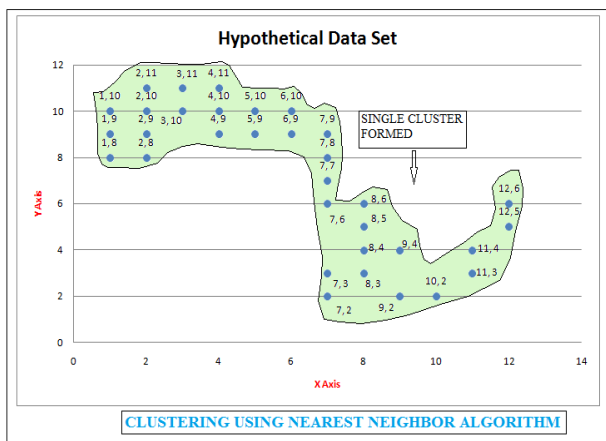 Hypothetical Data Set
12
10
8
6
4
2
0
Y Axis
2, 11 3, 11 4, 11
1, 10 2, 10 4, 10 5, 10 6, 10
3, 10
1, 9 2, 9 4, 9 5, 9 6, 9 7, 9
1, 8 2, 8 7, 8
7, 7
SINGLE CLUSTER
FORMED
7, 6 8, 6 12, 6
8, 5 12, 5
8, 4 9, 4 11, 4
7, 3 8, 3 11, 3
7, 2 9, 2 10, 2
0 2 4 6 8 10 12 14
X Axis
CLUSTERING USING NEAREST NEIGHBOR ALGORITHM